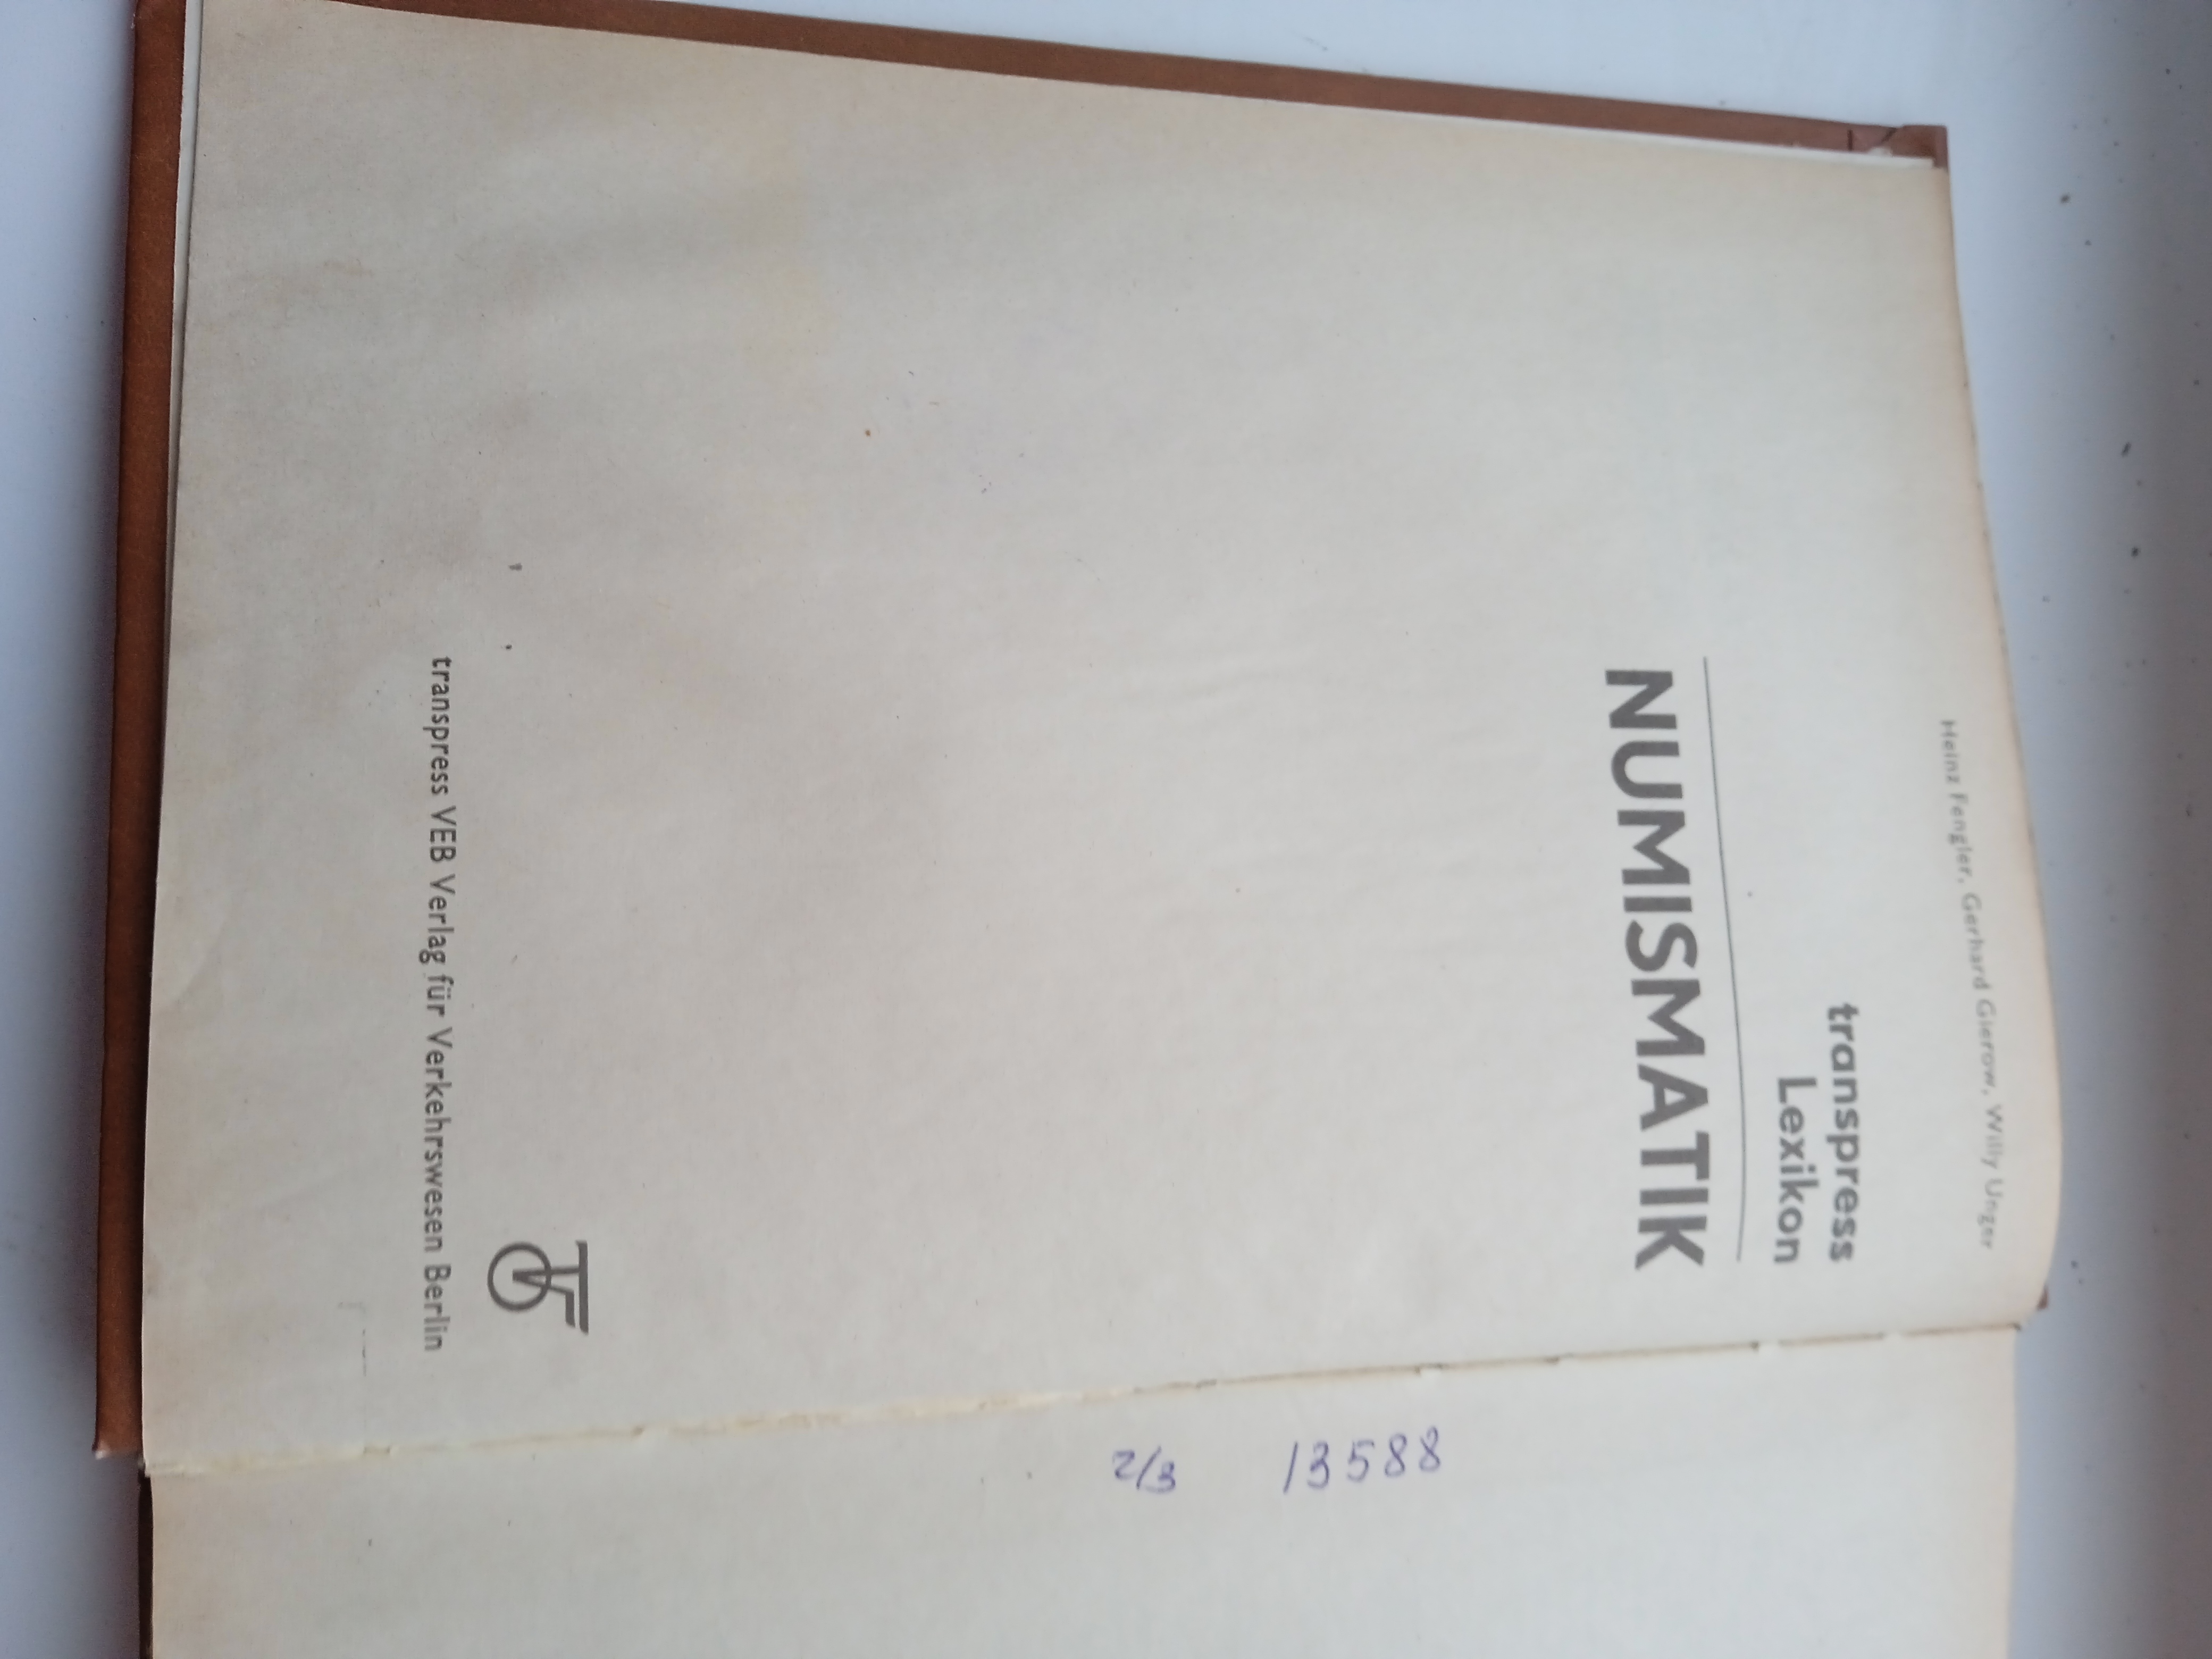 Heinz Fengler, Gerhard Gierow, Willy Unger
transpress
Lexikon
NUMISMATIK
transpress VEB Verlag für Verkehrswesen Berlin
13588
2/3